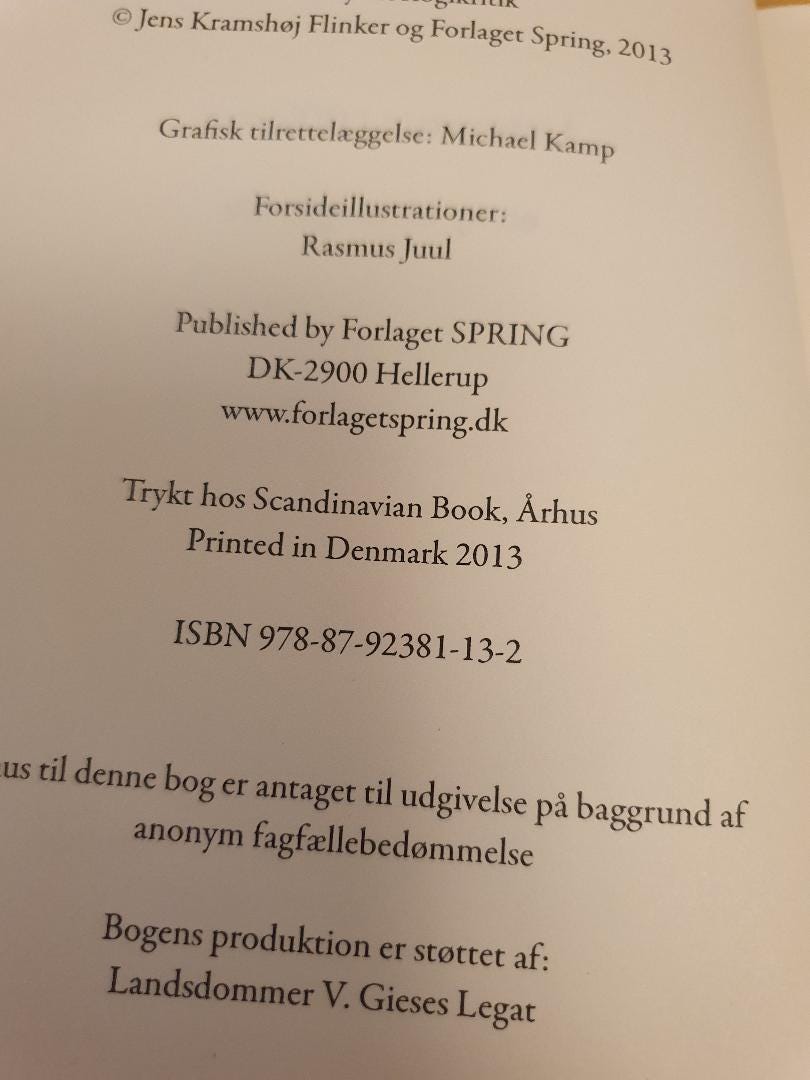 © Jens Kramshøj Flinker og Forlaget Spring, 2013
Grafisk tilrettelæggelse: Michael Kamp
Forsideillustrationer:
Rasmus Juul
Published by Forlaget SPRING
DK-2900 Hellerup
www.forlagetspring.dk
Trykt hos Scandinavian Book, Århus
Printed in Denmark 2013
ISBN 978-87-92381-13-2
til denne bog er antaget til udgivelse på baggrund af
anonym fagfællebedømmelse
Bogens produktion er støttet af:
Landsdommer V. Gieses Legat